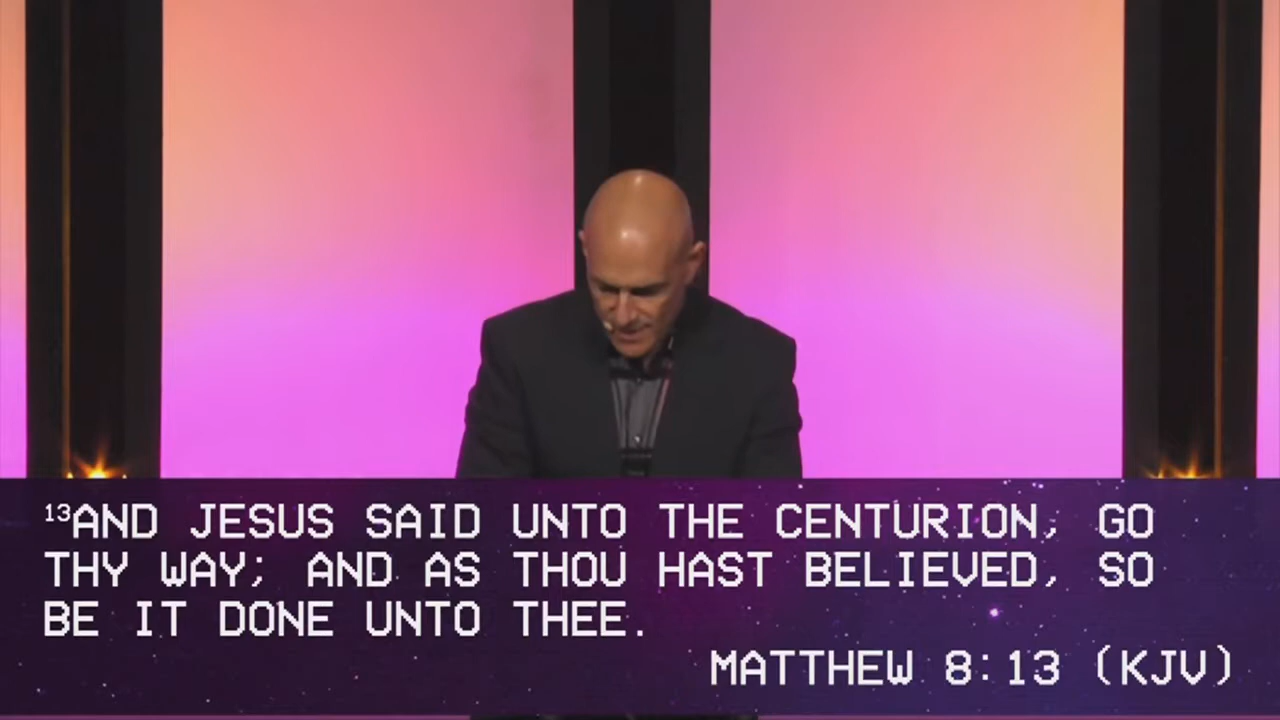 ¹³AND JESUS SAID UNTO THE CENTURION, GO
THY WAY; AND AS THOU HAST BELIEVED, SO
BE IT DONE UNTO THEE.
MATTHEW 8:13 (KJV)